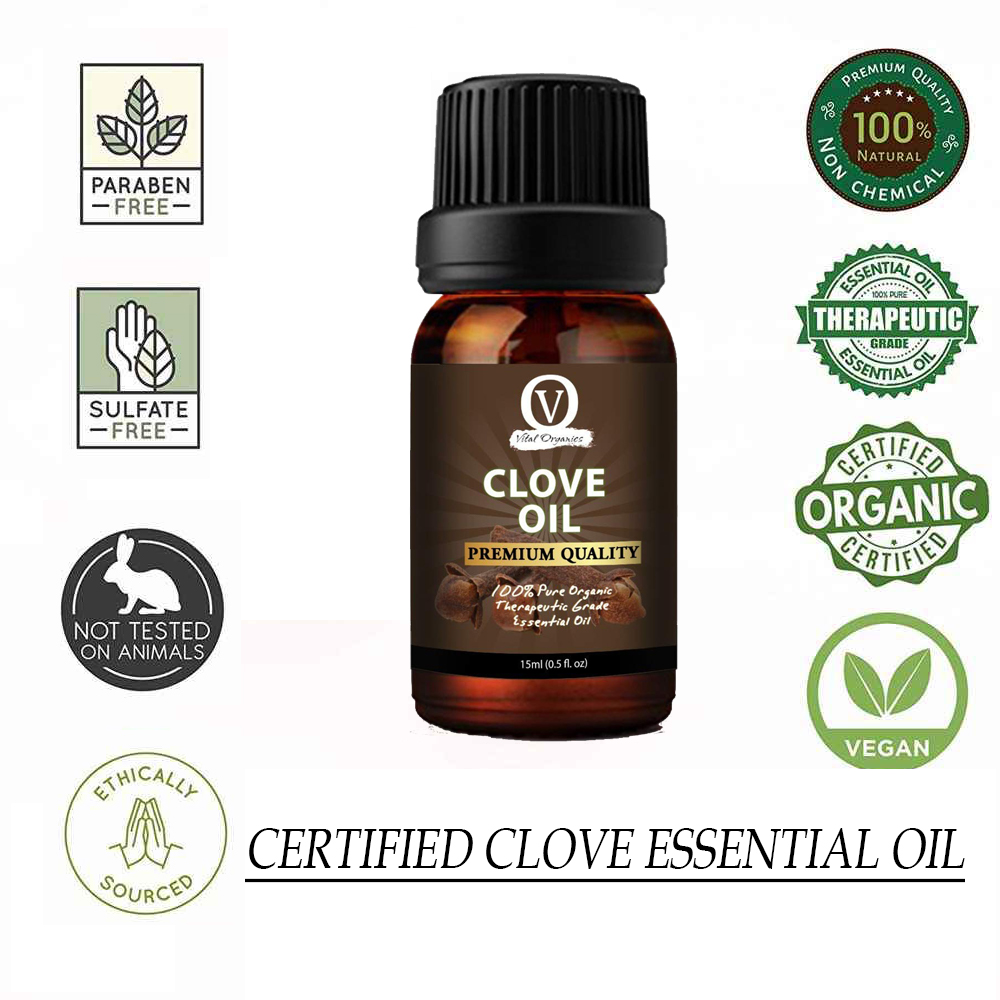 PARABEN
FREE
SULFATE
FREE
NOT TESTED
ON ANIMALS
ETHICALLY
SOURCED
V
Vital Organics
CLOVE
OIL
PREMIUM QUALITY
100% Pure Organic
Therapeutic Grade
Essential Oil
15ml (0.5 fl. oz)
PREMIUM QUALITY
100%
NATURAL
NON CHEMICAL
ESSENTIAL OIL
100% PURE
THERAPEUTIC
GRADE
ESSENTIAL OIL
CERTIFIED
ORGANIC
CERTIFIED
VEGAN
CERTIFIED CLOVE ESSENTIAL OIL